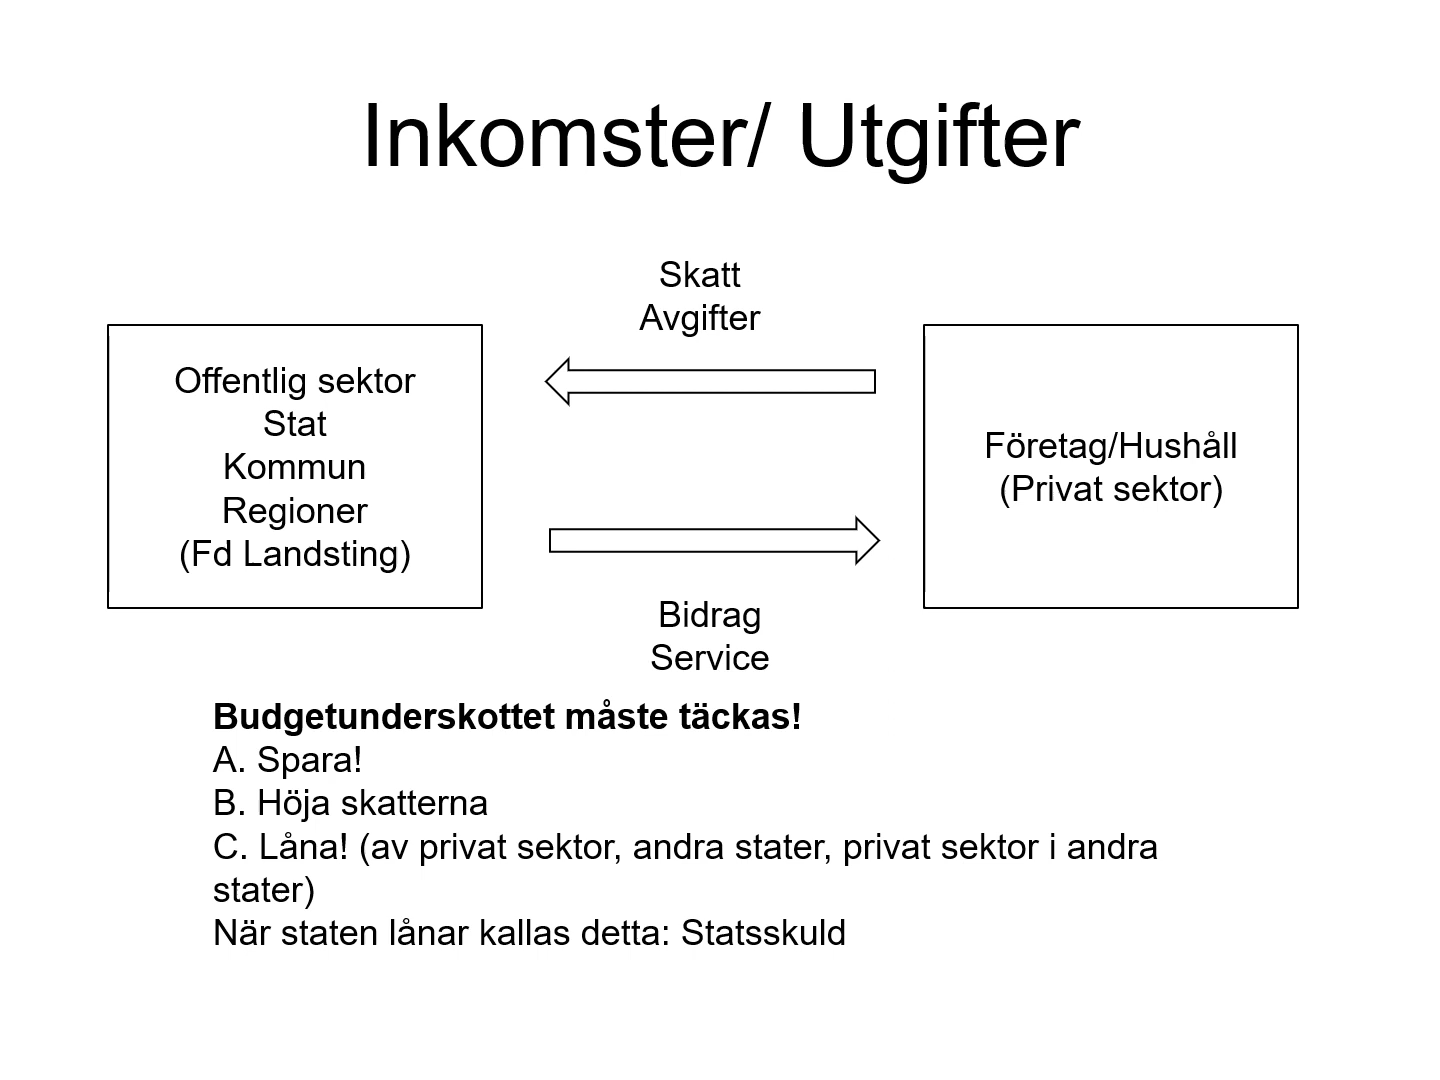 Inkomster/ Utgifter
Skatt
Avgifter
Offentlig sektor
Stat
Kommun
Regioner
(Fd Landsting)
Företag/Hushåll
(Privat sektor)
Bidrag
Service
Budgetunderskottet måste täckas!
A. Spara!
B. Höja skatterna
C. Låna! (av privat sektor, andra stater, privat sektor i andra
stater)
När staten lånar kallas detta: Statsskuld